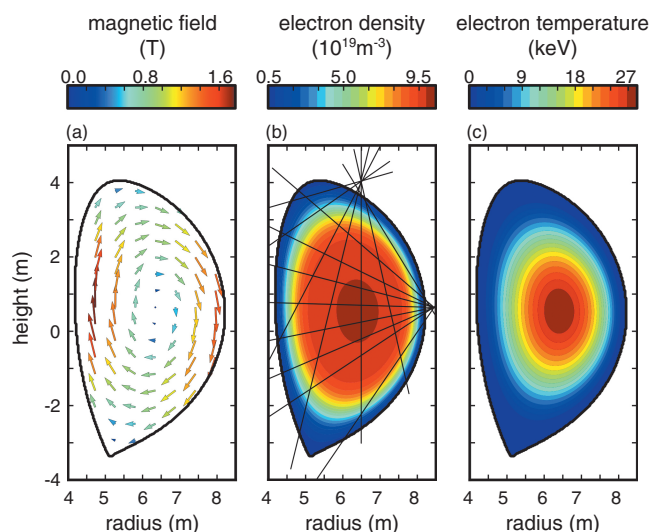 magnetic field
(T)
electron density
(10¹⁹m⁻³)
electron temperature
(keV)
0.0 0.8 1.6
0.5 5.0 9.5
0 9 18 27
(a)
(b)
(c)
4
2
0
-2
-4
height (m)
4 5 6 7 8
4 5 6 7 8
4 5 6 7 8
radius (m)
radius (m)
radius (m)